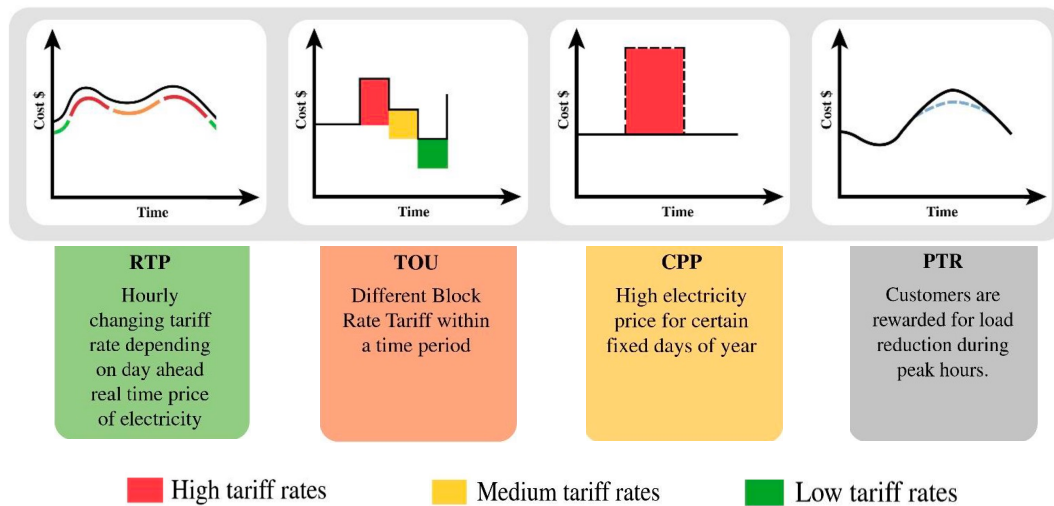 Cost $
Time
Cost $
Time
Cost $
Time
Cost $
Time
RTP
Hourly
changing tariff
rate depending
on day ahead
real time price
of electricity
TOU
Different Block
Rate Tariff within
a time period
CPP
High electricity
price for certain
fixed days of year
PTR
Customers are
rewarded for load
reduction during
peak hours.
High tariff rates
Medium tariff rates
Low tariff rates